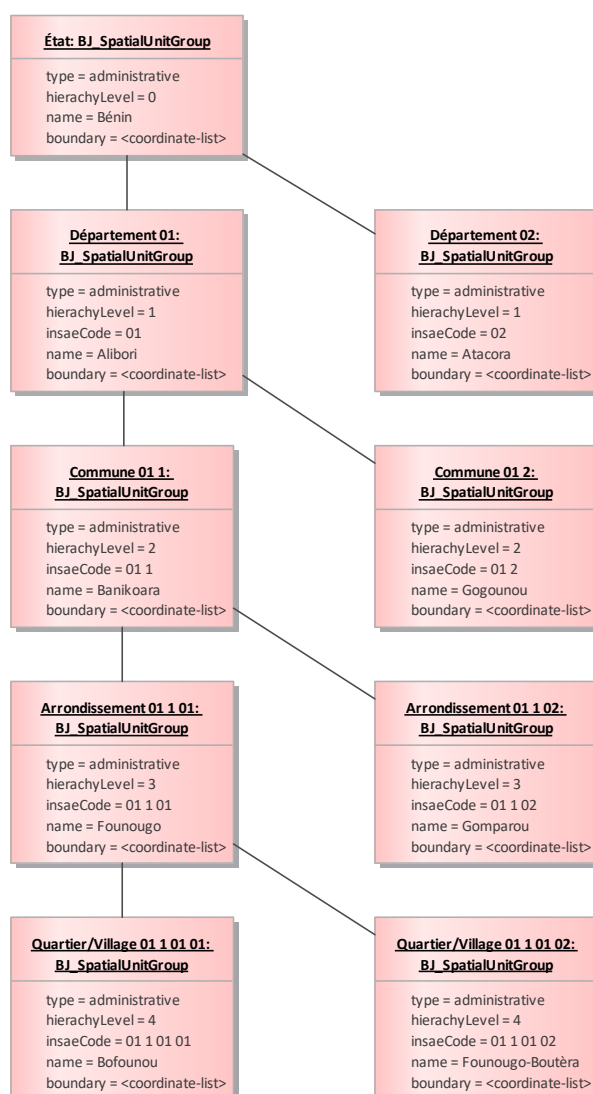 État: BJ_SpatialUnitGroup
type = administrative
hierachyLevel = 0
name = Bénin
boundary = <coordinate-list>
Département 01:
BJ_SpatialUnitGroup
type = administrative
hierachyLevel = 1
insaeCode = 01
name = Alibori
boundary = <coordinate-list>
Département 02:
BJ_SpatialUnitGroup
type = administrative
hierachyLevel = 1
insaeCode = 02
name = Atacora
boundary = <coordinate-list>
Commune 01 1:
BJ_SpatialUnitGroup
type = administrative
hierachyLevel = 2
insaeCode = 01 1
name = Banikoara
boundary = <coordinate-list>
Commune 01 2:
BJ_SpatialUnitGroup
type = administrative
hierachyLevel = 2
insaeCode = 01 2
name = Gogounou
boundary = <coordinate-list>
Arrondissement 01 1 01:
BJ_SpatialUnitGroup
type = administrative
hierachyLevel = 3
insaeCode = 01 1 01
name = Founougo
boundary = <coordinate-list>
Arrondissement 01 1 02:
BJ_SpatialUnitGroup
type = administrative
hierachyLevel = 3
insaeCode = 01 1 02
name = Gomparou
boundary = <coordinate-list>
Quartier/Village 01 1 01 01:
BJ_SpatialUnitGroup
type = administrative
hierachyLevel = 4
insaeCode = 01 1 01 01
name = Bofounou
boundary = <coordinate-list>
Quartier/Village 01 1 01 02:
BJ_SpatialUnitGroup
type = administrative
hierachyLevel = 4
insaeCode = 01 1 01 02
name = Founougo-Boutèra
boundary = <coordinate-list>